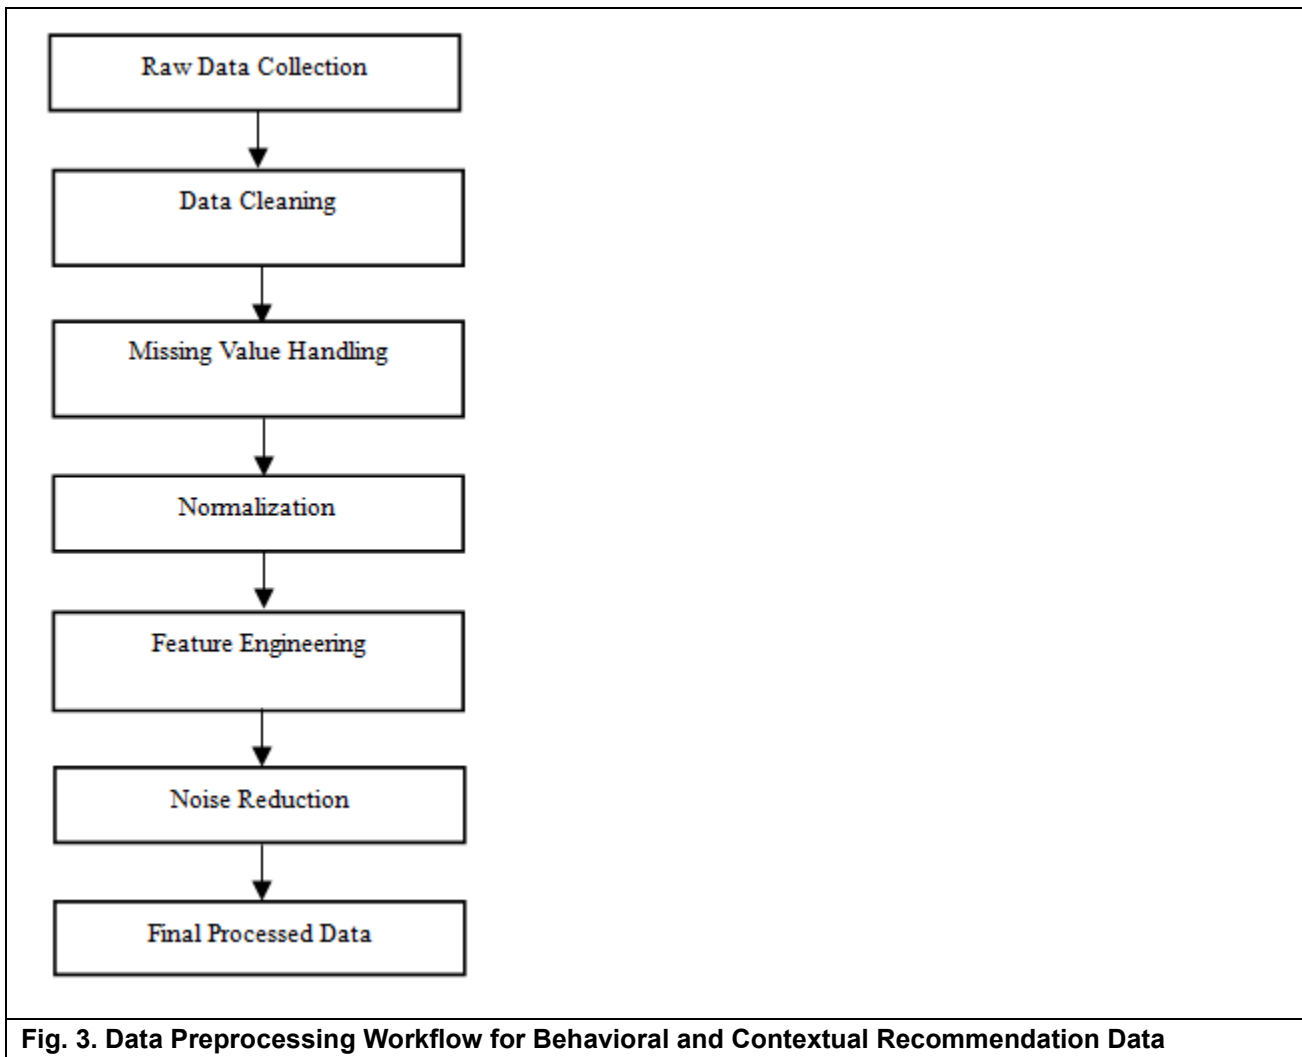 Raw Data Collection
Data Cleaning
Missing Value Handling
Normalization
Feature Engineering
Noise Reduction
Final Processed Data
Fig. 3. Data Preprocessing Workflow for Behavioral and Contextual Recommendation Data